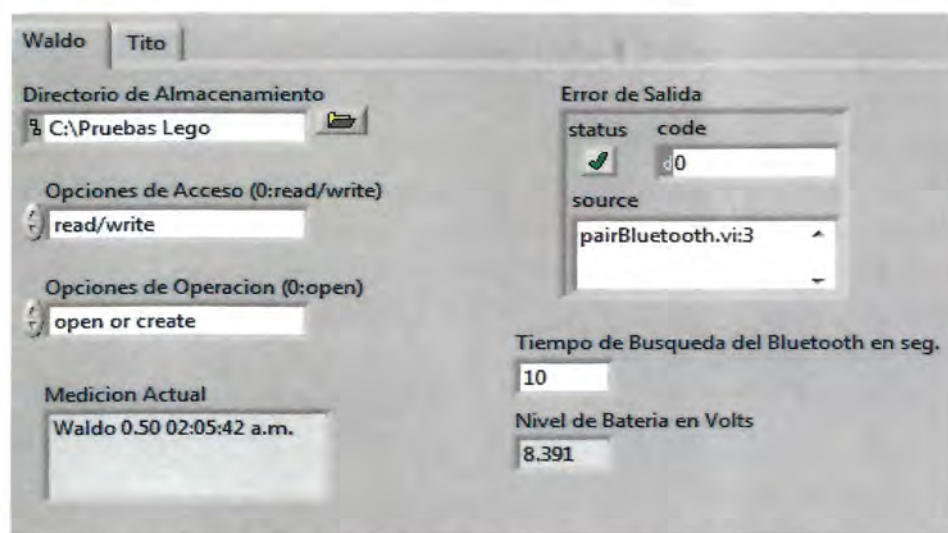 Waldo
Tito
Directorio de Almacenamiento
C:\Pruebas Lego
Opciones de Acceso (0:read/write)
read/write
Opciones de Operacion (0:open)
open or create
Medicion Actual
Waldo 0.50 02:05:42 a.m.
Error de Salida
status code
d0
source
pairBluetooth.vi:3
Tiempo de Busqueda del Bluetooth en seg.
10
Nivel de Bateria en Volts
8.391